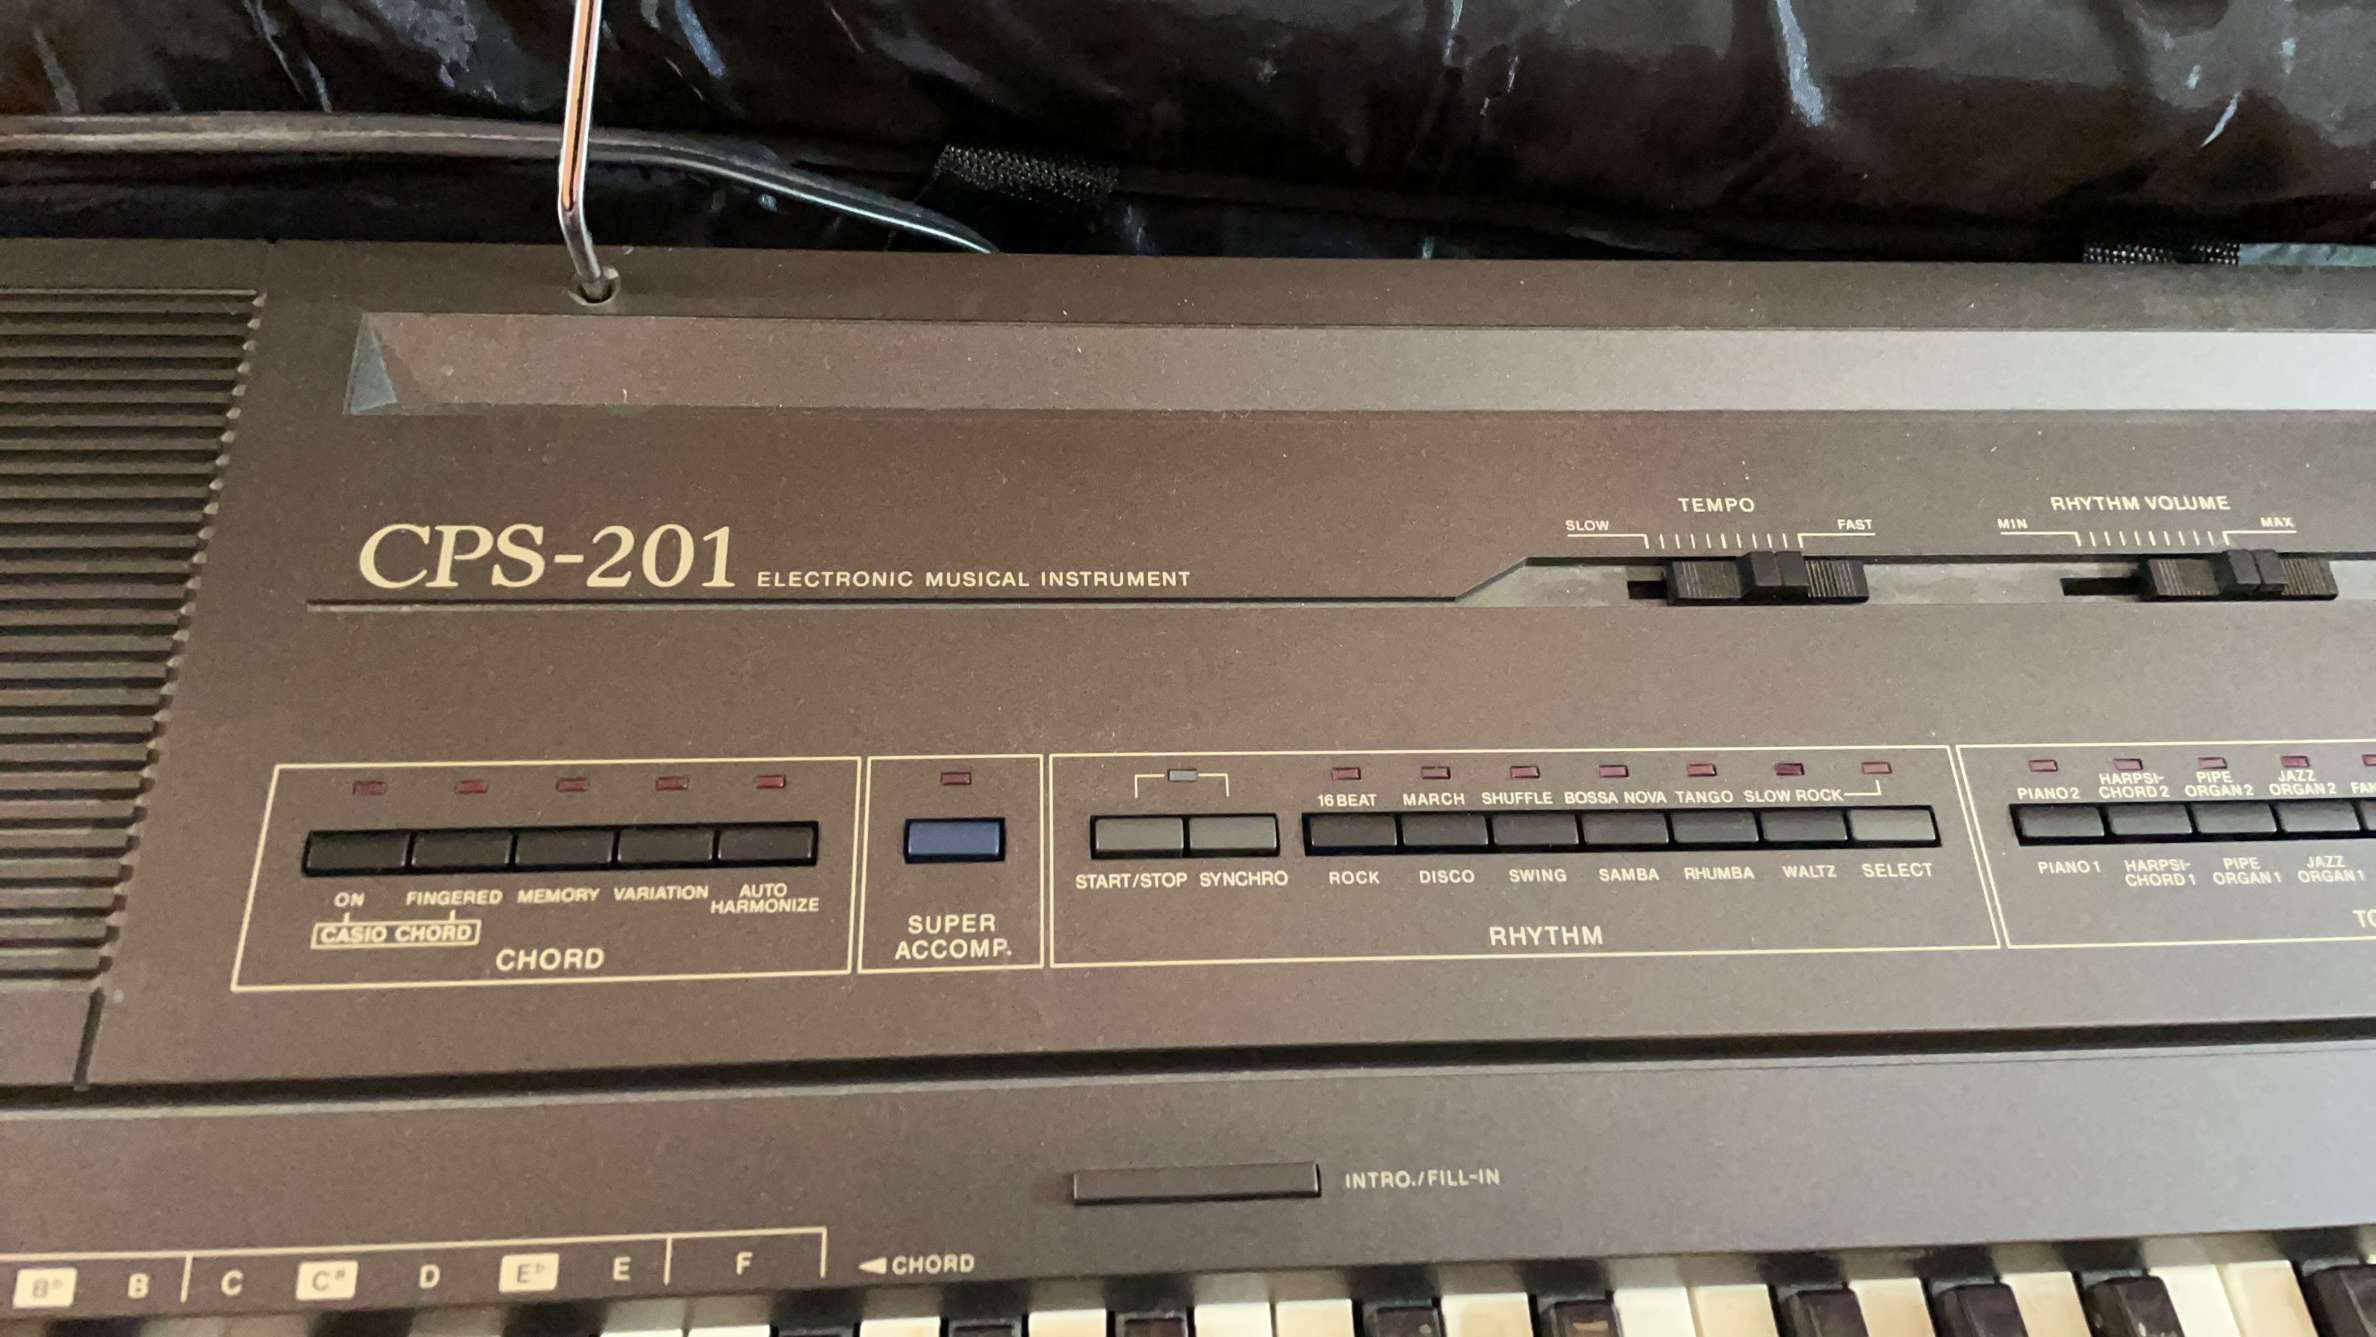 CPS-201 ELECTRONIC MUSICAL INSTRUMENT
TEMPO
SLOW FAST
RHYTHM VOLUME
MIN MAX
ON FINGERED MEMORY VARIATION AUTO HARMONIZE
CASIO CHORD
CHORD
SUPER
ACCOMP.
16 BEAT MARCH SHUFFLE BOSSA NOVA TANGO SLOW ROCK
START/STOP SYNCHRO ROCK DISCO SWING SAMBA RHUMBA WALTZ SELECT
RHYTHM
PIANO 2 HARPSI-CHORD 2 PIPE ORGAN 2 JAZZ ORGAN 2
PIANO 1 HARPSI-CHORD 1 PIPE ORGAN 1 JAZZ ORGAN 1
INTRO./FILL-IN
B♭ B C C# D E♭ E F ◀CHORD